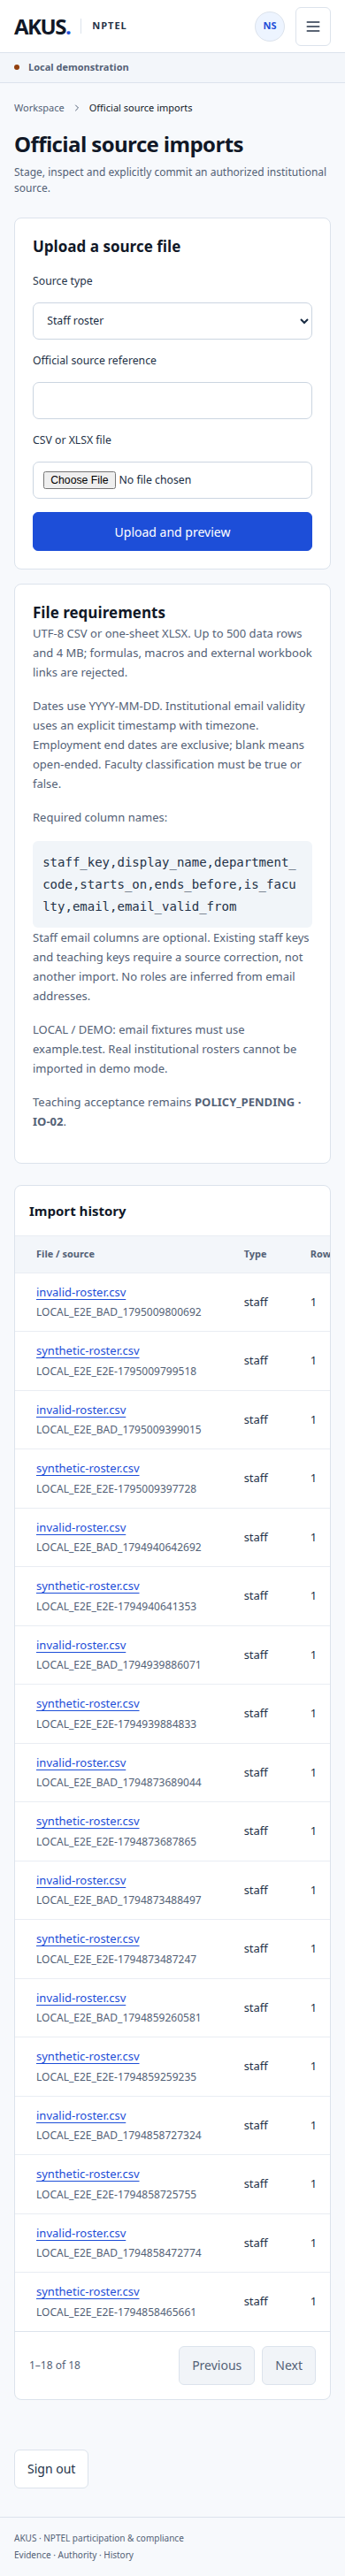 AKUS. NPTEL NS
Local demonstration
Workspace > Official source imports
Official source imports
Stage, inspect and explicitly commit an authorized institutional
source.
Upload a source file
Source type
Staff roster
Official source reference
CSV or XLSX file
Choose File No file chosen
Upload and preview
File requirements
UTF-8 CSV or one-sheet XLSX. Up to 500 data rows
and 4 MB; formulas, macros and external workbook
links are rejected.
Dates use YYYY-MM-DD. Institutional email validity
uses an explicit timestamp with timezone.
Employment end dates are exclusive; blank means
open-ended. Faculty classification must be true or
false.
Required column names:
staff_key,display_name,department_
code,starts_on,ends_before,is_facu
lty,email,email_valid_from
Staff email columns are optional. Existing staff keys
and teaching keys require a source correction, not
another import. No roles are inferred from email
addresses.
LOCAL / DEMO: email fixtures must use
example.test. Real institutional rosters cannot be
imported in demo mode.
Teaching acceptance remains POLICY_PENDING ·
IO-02.
Import history
File / source Type Row
invalid-roster.csv
LOCAL_E2E_BAD_1795009800692 staff 1
synthetic-roster.csv
LOCAL_E2E_E2E-1795009799518 staff 1
invalid-roster.csv
LOCAL_E2E_BAD_1795009399015 staff 1
synthetic-roster.csv
LOCAL_E2E_E2E-1795009397728 staff 1
invalid-roster.csv
LOCAL_E2E_BAD_1794940642692 staff 1
synthetic-roster.csv
LOCAL_E2E_E2E-1794940641353 staff 1
invalid-roster.csv
LOCAL_E2E_BAD_1794939886071 staff 1
synthetic-roster.csv
LOCAL_E2E_E2E-1794939884833 staff 1
invalid-roster.csv
LOCAL_E2E_BAD_1794873689044 staff 1
synthetic-roster.csv
LOCAL_E2E_E2E-1794873687865 staff 1
invalid-roster.csv
LOCAL_E2E_BAD_1794873488497 staff 1
synthetic-roster.csv
LOCAL_E2E_E2E-1794873487247 staff 1
invalid-roster.csv
LOCAL_E2E_BAD_1794859260581 staff 1
synthetic-roster.csv
LOCAL_E2E_E2E-1794859259235 staff 1
invalid-roster.csv
LOCAL_E2E_BAD_1794858727324 staff 1
synthetic-roster.csv
LOCAL_E2E_E2E-1794858725755 staff 1
invalid-roster.csv
LOCAL_E2E_BAD_1794858472774 staff 1
synthetic-roster.csv
LOCAL_E2E_E2E-1794858465661 staff 1
1–18 of 18 Previous Next
Sign out
AKUS · NPTEL participation & compliance
Evidence · Authority · History